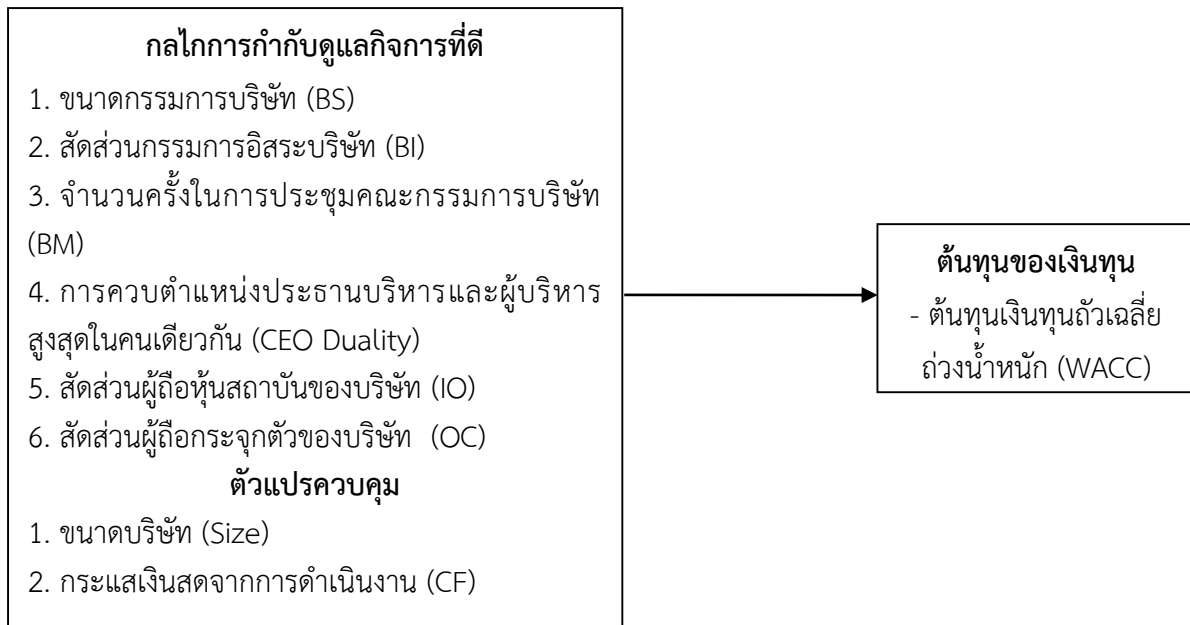 กลไกการกำกับดูแลกิจการที่ดี
1. ขนาดกรรมการบริษัท (BS)
2. สัดส่วนกรรมการอิสระบริษัท (BI)
3. จำนวนครั้งในการประชุมคณะกรรมการบริษัท
(BM)
4. การควบตำแหน่งประธานบริหารและผู้บริหาร
สูงสุดในคนเดียวกัน (CEO Duality)
5. สัดส่วนผู้ถือหุ้นสถาบันของบริษัท (IO)
6. สัดส่วนผู้ถือกระจุกตัวของบริษัท (OC)
ตัวแปรควบคุม
1. ขนาดบริษัท (Size)
2. กระแสเงินสดจากการดำเนินงาน (CF)
ต้นทุนของเงินทุน
- ต้นทุนเงินทุนถัวเฉลี่ย
ถ่วงน้ำหนัก (WACC)